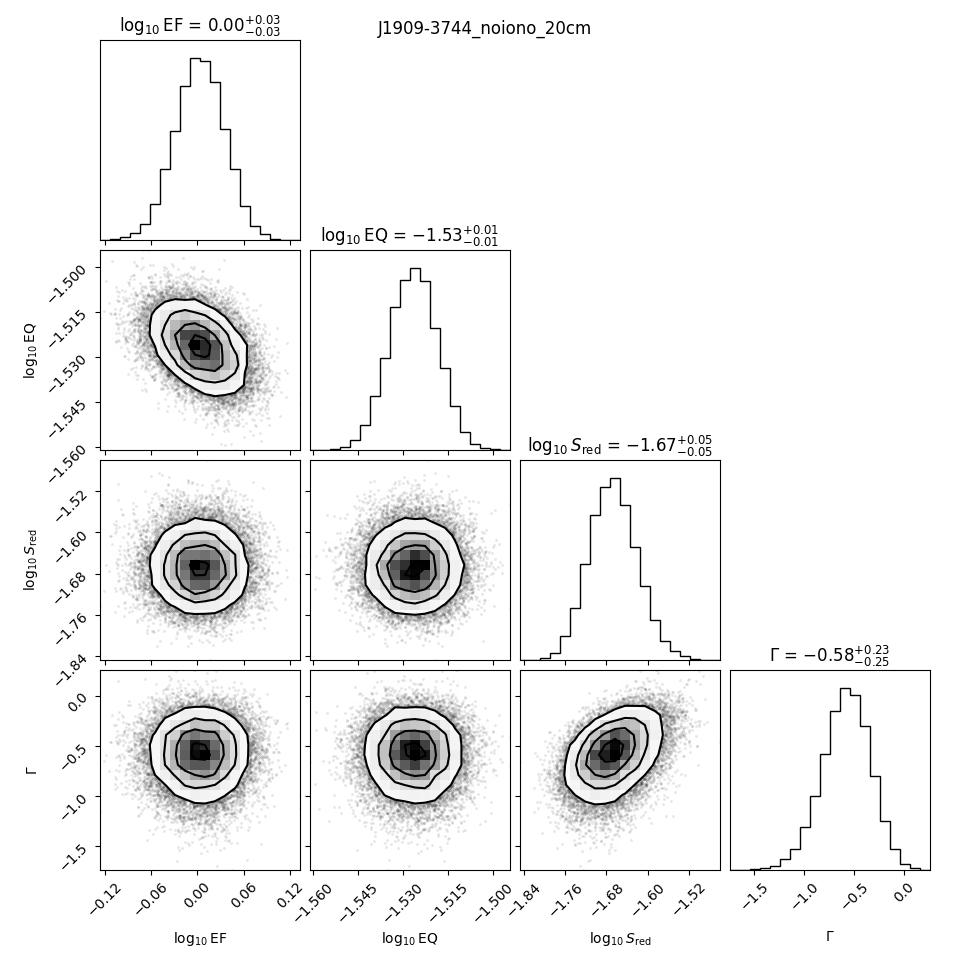 J1909-3744_noiono_20cm
log₁₀ EF = 0.00 +0.03 −0.03
log₁₀ EQ = −1.53 +0.01 −0.01
−1.500
−1.515
−1.530
−1.545
−1.560
log₁₀ EQ
log₁₀ S_red = −1.67 +0.05 −0.05
−1.52
−1.60
−1.68
−1.76
−1.84
log₁₀ S_red
Γ = −0.58 +0.23 −0.25
0.0
−0.5
−1.0
−1.5
Γ
−0.12 −0.06 0.00 0.06 0.12
−1.560 −1.545 −1.530 −1.515 −1.500
−1.84 −1.76 −1.68 −1.60 −1.52
−1.5 −1.0 −0.5 0.0
log₁₀ EF
log₁₀ EQ
log₁₀ S_red
Γ